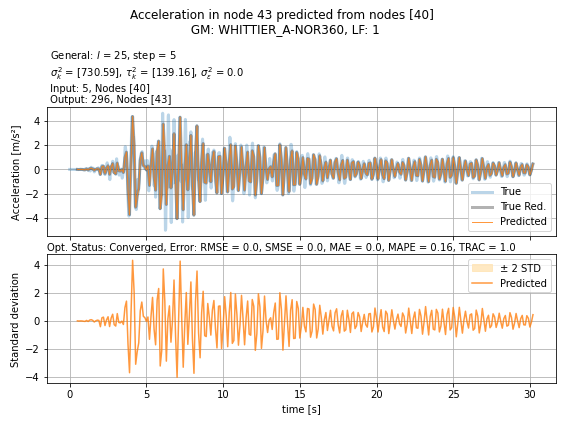 Acceleration in node 43 predicted from nodes [40]
GM: WHITTIER_A-NOR360, LF: 1
General: l = 25, step = 5
σ²ₖ = [730.59], τ²ₖ = [139.16], σ²ₑ = 0.0
Input: 5, Nodes [40]
Output: 296, Nodes [43]
Acceleration [m/s²]
4
2
0
−2
−4
True
True Red.
Predicted
Opt. Status: Converged, Error: RMSE = 0.0, SMSE = 0.0, MAE = 0.0, MAPE = 0.16, TRAC = 1.0
Standard deviation
4
2
0
−2
−4
± 2 STD
Predicted
0 5 10 15 20 25 30
time [s]